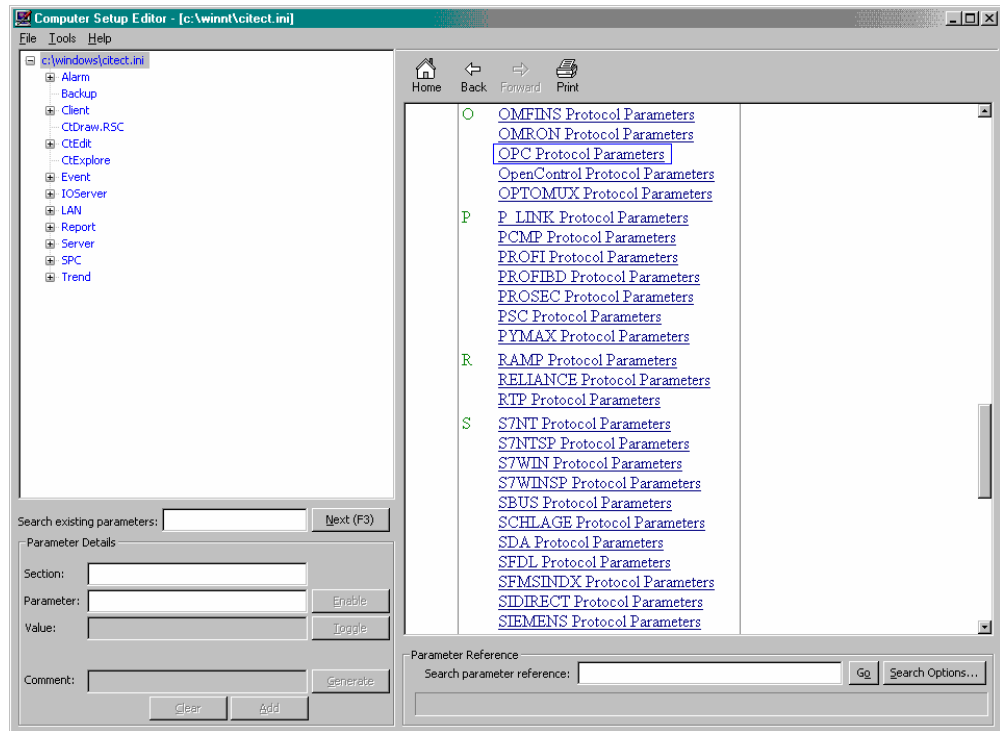 Computer Setup Editor - [c:\winnt\citect.ini]
File Tools Help
c:\windows\citect.ini
Alarm
Backup
Client
CtDraw.RSC
CtEdit
CtExplore
Event
IOServer
LAN
Report
Server
SPC
Trend
Search existing parameters:
Next (F3)
Parameter Details
Section:
Parameter:
Enable
Value:
Toggle
Comment:
Generate
Clear Add
Home Back Forward Print
O OMFINS Protocol Parameters
OMRON Protocol Parameters
OPC Protocol Parameters
OpenControl Protocol Parameters
OPTOMUX Protocol Parameters
P P_LINK Protocol Parameters
PCMP Protocol Parameters
PROFI Protocol Parameters
PROFIBD Protocol Parameters
PROSEC Protocol Parameters
PSC Protocol Parameters
PYMAX Protocol Parameters
R RAMP Protocol Parameters
RELIANCE Protocol Parameters
RTP Protocol Parameters
S S7NT Protocol Parameters
S7NTSP Protocol Parameters
S7WIN Protocol Parameters
S7WINSP Protocol Parameters
SBUS Protocol Parameters
SCHLAGE Protocol Parameters
SDA Protocol Parameters
SFDL Protocol Parameters
SFMSINDX Protocol Parameters
SIDIRECT Protocol Parameters
SIEMENS Protocol Parameters
Parameter Reference
Search parameter reference:
Go Search Options...